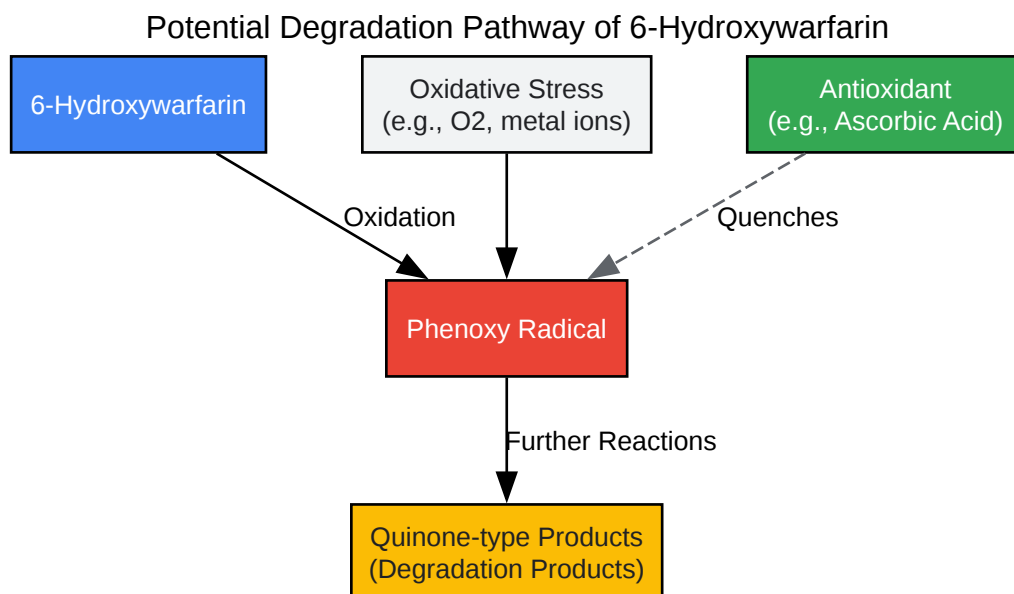 Potential Degradation Pathway of 6-Hydroxywarfarin
6-Hydroxywarfarin
Oxidative Stress
(e.g., O2, metal ions)
Antioxidant
(e.g., Ascorbic Acid)
Oxidation
Quenches
Phenoxy Radical
Further Reactions
Quinone-type Products
(Degradation Products)